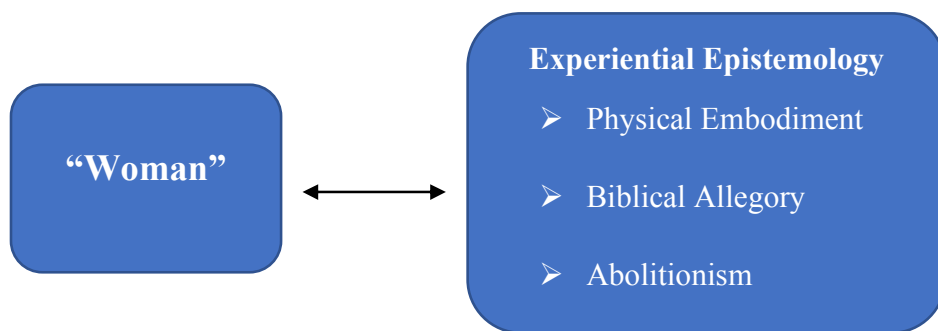 “Woman”
Experiential Epistemology
➢ Physical Embodiment
➢ Biblical Allegory
➢ Abolitionism